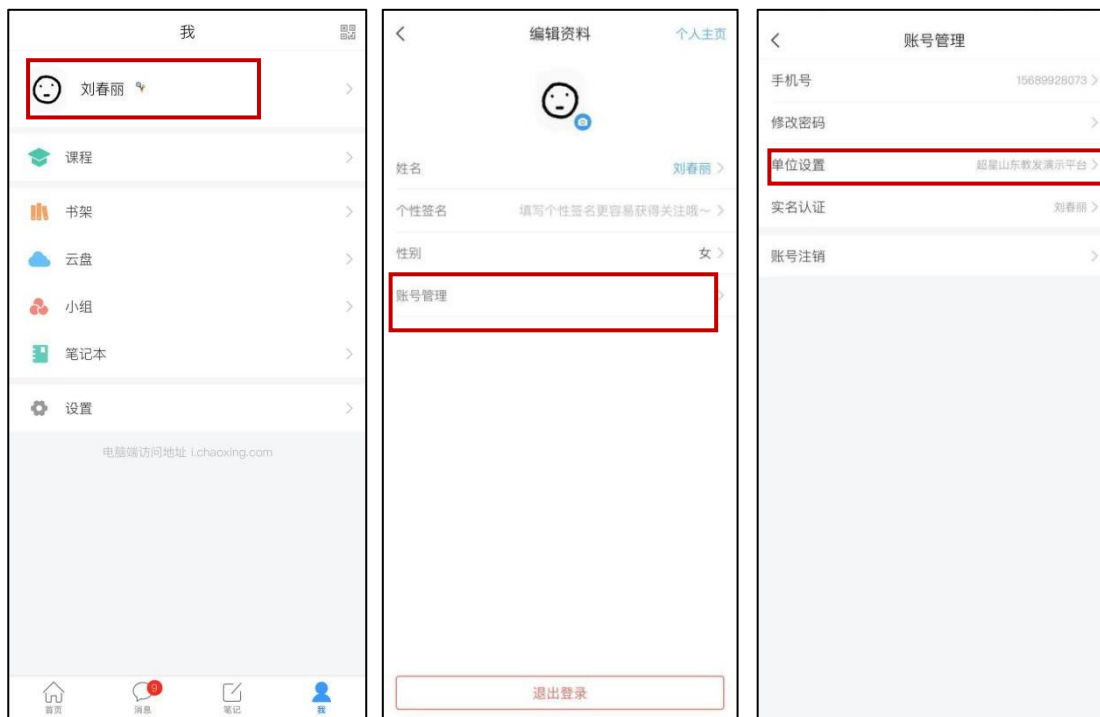 我
刘春丽
课程
书架
云盘
小组
笔记本
设置
电脑端访问地址 i.chaoxing.com
首页
9
消息
笔记
我
编辑资料
个人主页
姓名
刘春丽
个性签名
填写个性签名更容易获得关注哦~
性别
女
账号管理
退出登录
账号管理
手机号
15689928073
修改密码
单位设置
超星山东教发演示平台
实名认证
刘春丽
账号注销